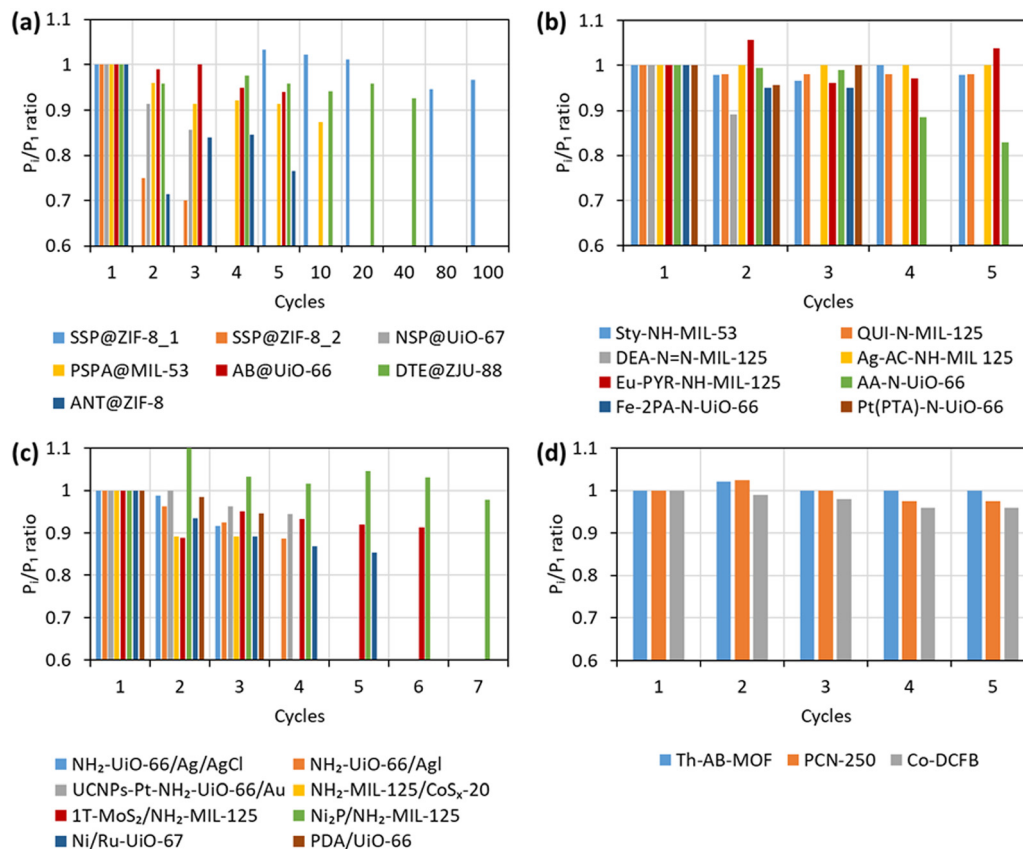 (a)
1.1
1
0.9
0.8
0.7
0.6
Pᵢ/P₁ ratio
1 2 3 4 5 10 20 40 80 100
Cycles
SSP@ZIF-8_1 SSP@ZIF-8_2 NSP@UiO-67
PSPA@MIL-53 AB@UiO-66 DTE@ZJU-88
ANT@ZIF-8
(b)
1.1
1
0.9
0.8
0.7
0.6
Pᵢ/P₁ ratio
1 2 3 4 5
Cycles
Sty-NH-MIL-53 QUI-N-MIL-125
DEA-N=N-MIL-125 Ag-AC-NH-MIL 125
Eu-PYR-NH-MIL-125 AA-N-UiO-66
Fe-2PA-N-UiO-66 Pt(PTA)-N-UiO-66
(c)
1.1
1
0.9
0.8
0.7
0.6
Pᵢ/P₁ ratio
1 2 3 4 5 6 7
Cycles
NH₂-UiO-66/Ag/AgCl NH₂-UiO-66/AgI
UCNPs-Pt-NH₂-UiO-66/Au NH₂-MIL-125/CoSₓ-20
1T-MoS₂/NH₂-MIL-125 Ni₂P/NH₂-MIL-125
Ni/Ru-UiO-67 PDA/UiO-66
(d)
1.1
1
0.9
0.8
0.7
0.6
Pᵢ/P₁ ratio
1 2 3 4 5
Cycles
Th-AB-MOF PCN-250 Co-DCFB